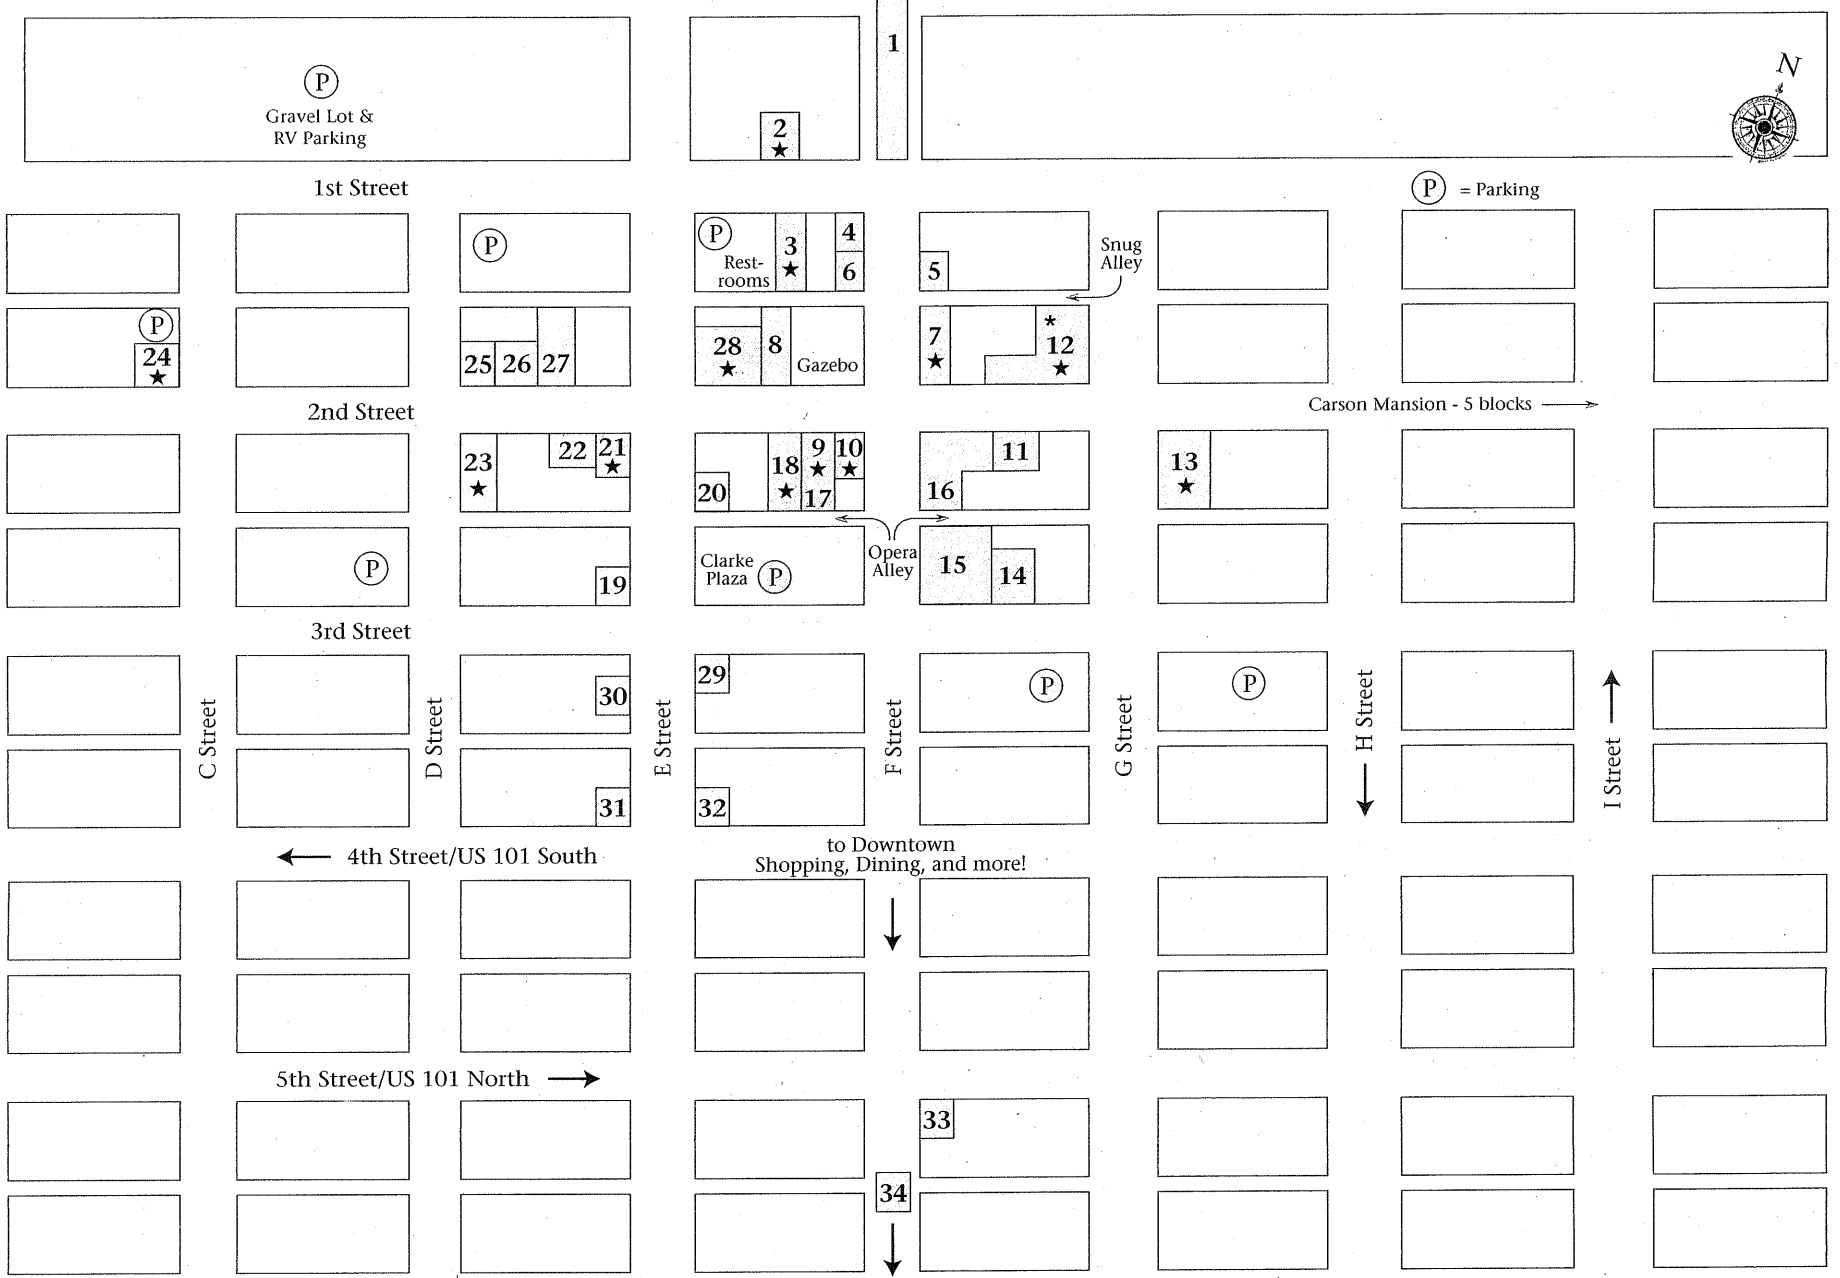 1
P
Gravel Lot &
RV Parking
2
★
N
1st Street
P = Parking
P
P
Rest-
rooms
3
★
4
6
5
Snug
Alley
P
24
★
25
26
27
28
★
8
Gazebo
7
★
*
12
★
2nd Street
Carson Mansion - 5 blocks
23
★
22
21
★
20
18
★
9
★
17
10
★
11
16
13
★
P
19
Clarke
Plaza
P
Opera
Alley
15
14
3rd Street
30
29
P
P
C Street
D Street
E Street
F Street
G Street
H Street
I Street
31
32
4th Street/US 101 South
to Downtown
Shopping, Dining, and more!
5th Street/US 101 North
33
34